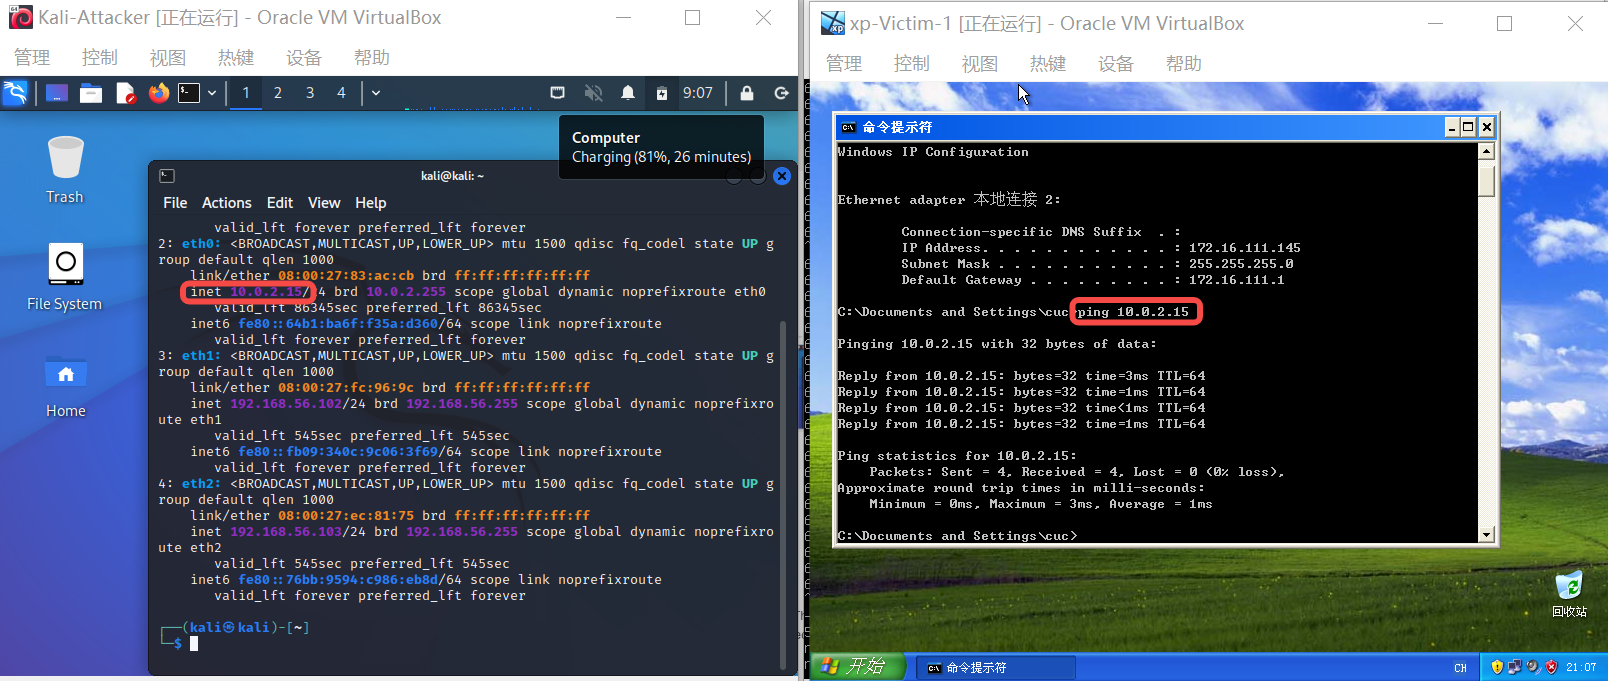 Kali-Attacker [正在运行] - Oracle VM VirtualBox
管理 控制 视图 热键 设备 帮助
1 2 3 4 9:07
Computer
Charging (81%, 26 minutes)
Trash
File System
Home
kali@kali: ~
File Actions Edit View Help
valid_lft forever preferred_lft forever
2: eth0: <BROADCAST,MULTICAST,UP,LOWER_UP> mtu 1500 qdisc fq_codel state UP g
roup default qlen 1000
link/ether 08:00:27:83:ac:cb brd ff:ff:ff:ff:ff:ff
inet 10.0.2.15/24 brd 10.0.2.255 scope global dynamic noprefixroute eth0
valid_lft 86345sec preferred_lft 86345sec
inet6 fe80::64b1:ba6f:f35a:d360/64 scope link noprefixroute
valid_lft forever preferred_lft forever
3: eth1: <BROADCAST,MULTICAST,UP,LOWER_UP> mtu 1500 qdisc fq_codel state UP g
roup default qlen 1000
link/ether 08:00:27:fc:96:9c brd ff:ff:ff:ff:ff:ff
inet 192.168.56.102/24 brd 192.168.56.255 scope global dynamic noprefixro
ute eth1
valid_lft 545sec preferred_lft 545sec
inet6 fe80::fb09:340c:9c06:3f69/64 scope link noprefixroute
valid_lft forever preferred_lft forever
4: eth2: <BROADCAST,MULTICAST,UP,LOWER_UP> mtu 1500 qdisc fq_codel state UP g
roup default qlen 1000
link/ether 08:00:27:ec:81:75 brd ff:ff:ff:ff:ff:ff
inet 192.168.56.103/24 brd 192.168.56.255 scope global dynamic noprefixro
ute eth2
valid_lft 545sec preferred_lft 545sec
inet6 fe80::76bb:9594:c986:eb8d/64 scope link noprefixroute
valid_lft forever preferred_lft forever
(kali㉿kali)-[~]
$
xp-Victim-1 [正在运行] - Oracle VM VirtualBox
管理 控制 视图 热键 设备 帮助
命令提示符
Windows IP Configuration
Ethernet adapter 本地连接 2:
Connection-specific DNS Suffix . :
IP Address. . . . . . . . . . . . : 172.16.111.145
Subnet Mask . . . . . . . . . . . : 255.255.255.0
Default Gateway . . . . . . . . . : 172.16.111.1
C:\Documents and Settings\cuc>ping 10.0.2.15
Pinging 10.0.2.15 with 32 bytes of data:
Reply from 10.0.2.15: bytes=32 time=3ms TTL=64
Reply from 10.0.2.15: bytes=32 time=1ms TTL=64
Reply from 10.0.2.15: bytes=32 time<1ms TTL=64
Reply from 10.0.2.15: bytes=32 time=1ms TTL=64
Ping statistics for 10.0.2.15:
Packets: Sent = 4, Received = 4, Lost = 0 (0% loss),
Approximate round trip times in milli-seconds:
Minimum = 0ms, Maximum = 3ms, Average = 1ms
C:\Documents and Settings\cuc>
回收站
开始 命令提示符 CH 21:07